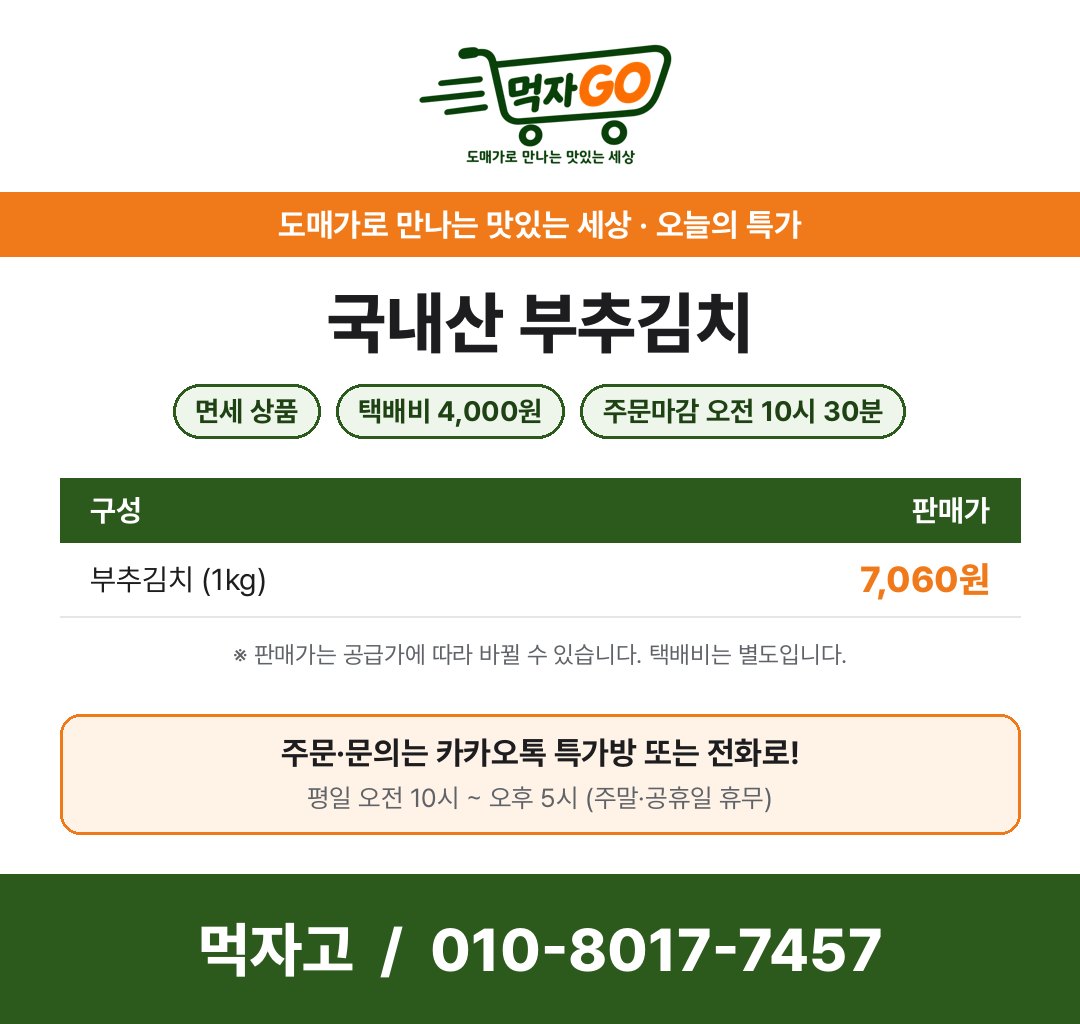 먹자GO
도매가로 만나는 맛있는 세상
도매가로 만나는 맛있는 세상 · 오늘의 특가
국내산 부추김치
면세 상품 택배비 4,000원 주문마감 오전 10시 30분
구성 판매가
부추김치 (1kg) 7,060원
※ 판매가는 공급가에 따라 바뀔 수 있습니다. 택배비는 별도입니다.
주문·문의는 카카오톡 특가방 또는 전화로!
평일 오전 10시 ~ 오후 5시 (주말·공휴일 휴무)
먹자고 / 010-8017-7457